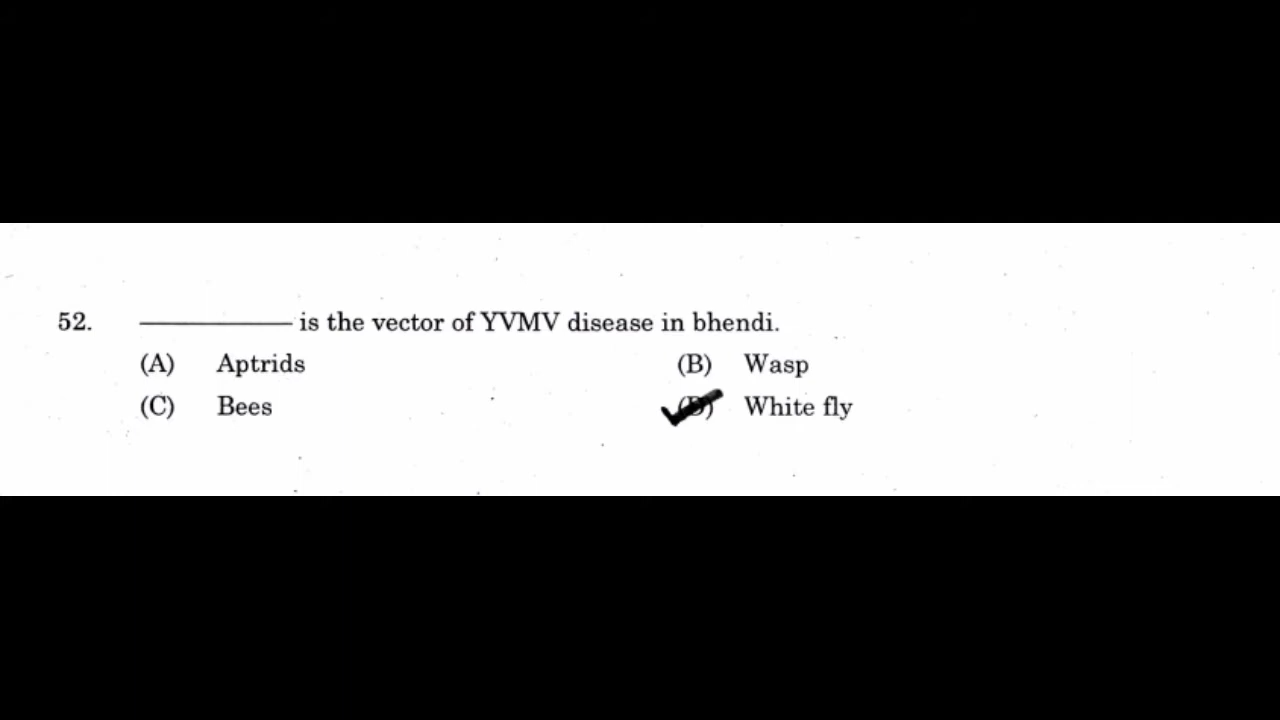 52. ____________ is the vector of YVMV disease in bhendi.
(A) Aptrids (B) Wasp
(C) Bees (D) White fly